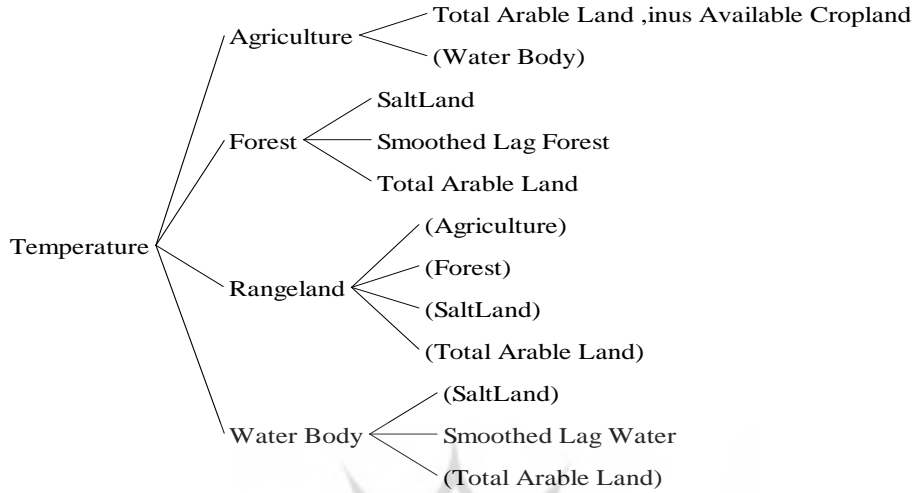 Total Arable Land ,inus Available Cropland
Agriculture
(Water Body)
SaltLand
Forest
Smoothed Lag Forest
Total Arable Land
(Agriculture)
Temperature
(Forest)
Rangeland
(SaltLand)
(Total Arable Land)
(SaltLand)
Water Body
Smoothed Lag Water
(Total Arable Land)